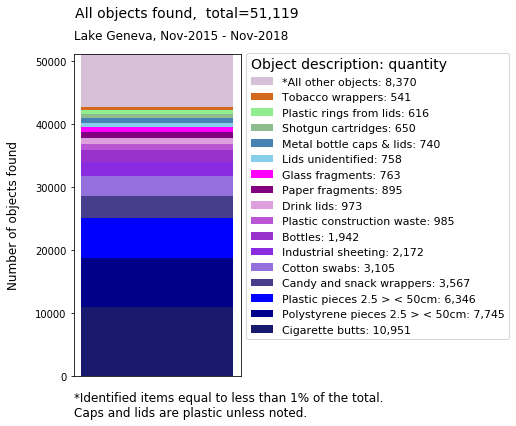 All objects found,  total=51,119
Lake Geneva, Nov-2015 - Nov-2018
Number of objects found
50000
40000
30000
20000
10000
0
Object description: quantity
*All other objects: 8,370
Tobacco wrappers: 541
Plastic rings from lids: 616
Shotgun cartridges: 650
Metal bottle caps & lids: 740
Lids unidentified: 758
Glass fragments: 763
Paper fragments: 895
Drink lids: 973
Plastic construction waste: 985
Bottles: 1,942
Industrial sheeting: 2,172
Cotton swabs: 3,105
Candy and snack wrappers: 3,567
Plastic pieces 2.5 > < 50cm: 6,346
Polystyrene pieces 2.5 > < 50cm: 7,745
Cigarette butts: 10,951
*Identified items equal to less than 1% of the total.
Caps and lids are plastic unless noted.